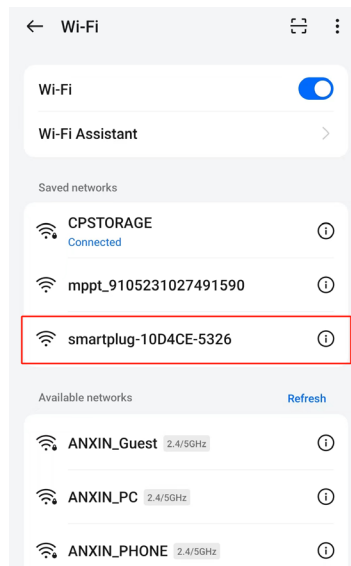 Wi-Fi
Wi-Fi
Wi-Fi Assistant
Saved networks
CPSTORAGE
Connected
mppt_9105231027491590
smartplug-10D4CE-5326
Available networks Refresh
ANXIN_Guest 2.4/5GHz
ANXIN_PC 2.4/5GHz
ANXIN_PHONE 2.4/5GHz